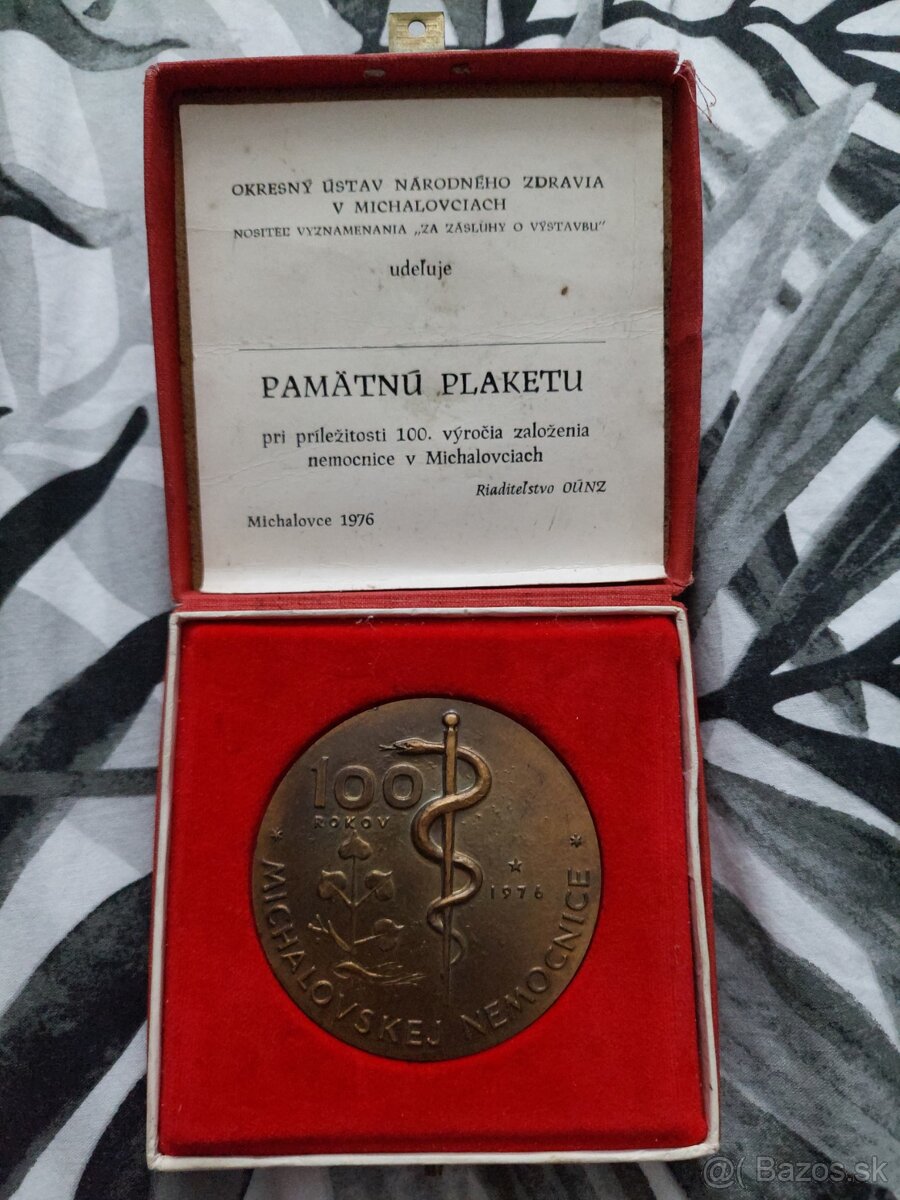 OKRESNÝ ÚSTAV NÁRODNÉHO ZDRAVIA
V MICHALOVCIACH
NOSITEĽ VYZNAMENANIA „ZA ZÁSLUHY O VÝSTAVBU"
udeľuje
PAMÄTNÚ PLAKETU
pri príležitosti 100. výročia založenia
nemocnice v Michalovciach
Riaditeľstvo OÚNZ
Michalovce 1976
100
ROKOV
* 1976
* MICHALOVSKEJ NEMOCNICE *
@( Bazos.sk